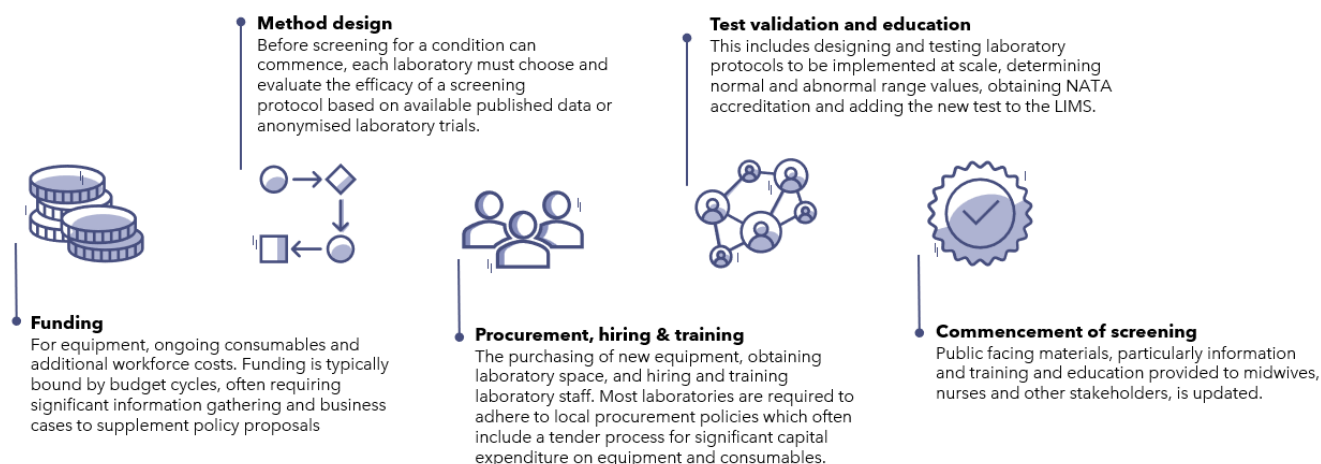 Method design
Before screening for a condition can
commence, each laboratory must choose and
evaluate the efficacy of a screening
protocol based on available published data or
anonymised laboratory trials.
Test validation and education
This includes designing and testing laboratory
protocols to be implemented at scale, determining
normal and abnormal range values, obtaining NATA
accreditation and adding the new test to the LIMS.
Funding
For equipment, ongoing consumables and
additional workforce costs. Funding is typically
bound by budget cycles, often requiring
significant information gathering and business
cases to supplement policy proposals
Procurement, hiring & training
The purchasing of new equipment, obtaining
laboratory space, and hiring and training
laboratory staff. Most laboratories are required to
adhere to local procurement policies which often
include a tender process for significant capital
expenditure on equipment and consumables.
Commencement of screening
Public facing materials, particularly information
and training and education provided to midwives,
nurses and other stakeholders, is updated.